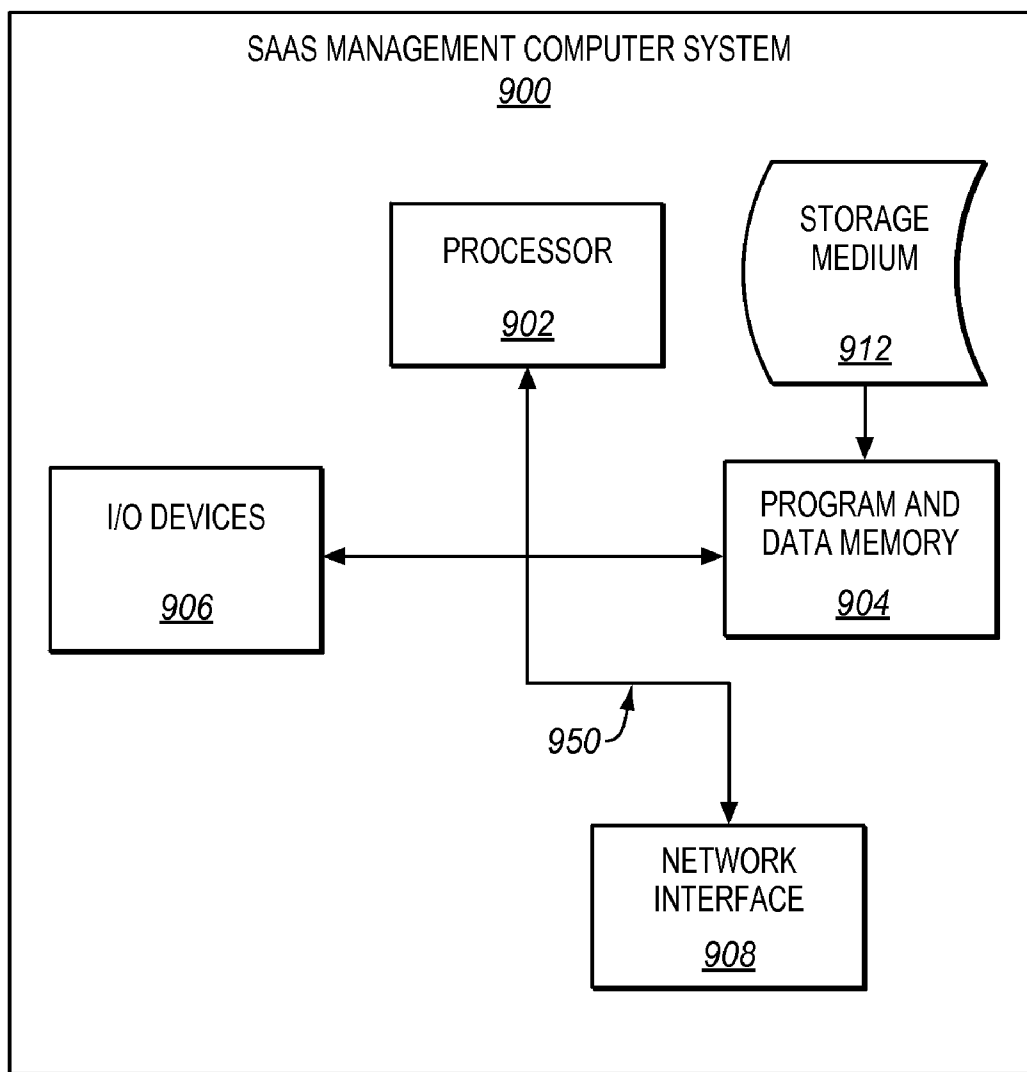 SAAS MANAGEMENT COMPUTER SYSTEM
900
PROCESSOR
902
STORAGE
MEDIUM
912
I/O DEVICES
906
PROGRAM AND
DATA MEMORY
904
950
NETWORK
INTERFACE
908